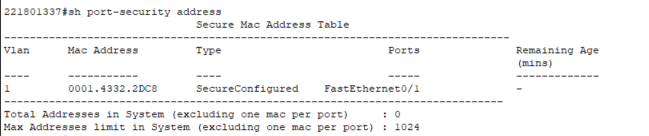 221801337#sh port-security address
Secure Mac Address Table
-------------------------------------------------------------------------------
Vlan Mac Address Type Ports Remaining Age
(mins)
---- ----------- ---- ----- -------------
1 0001.4332.2DC8 SecureConfigured FastEthernet0/1 -
------------------------------------------------------------------------------
Total Addresses in System (excluding one mac per port) : 0
Max Addresses limit in System (excluding one mac per port) : 1024